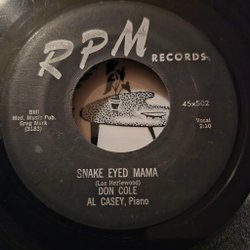 RPM
RECORDS
BMI
Mod. Music Pub.
Greg Mark
(3183)
45x502
Vocal
2:10
SNAKE EYED MAMA
(Lee Hazlewood)
DON COLE
AL CASEY, Piano